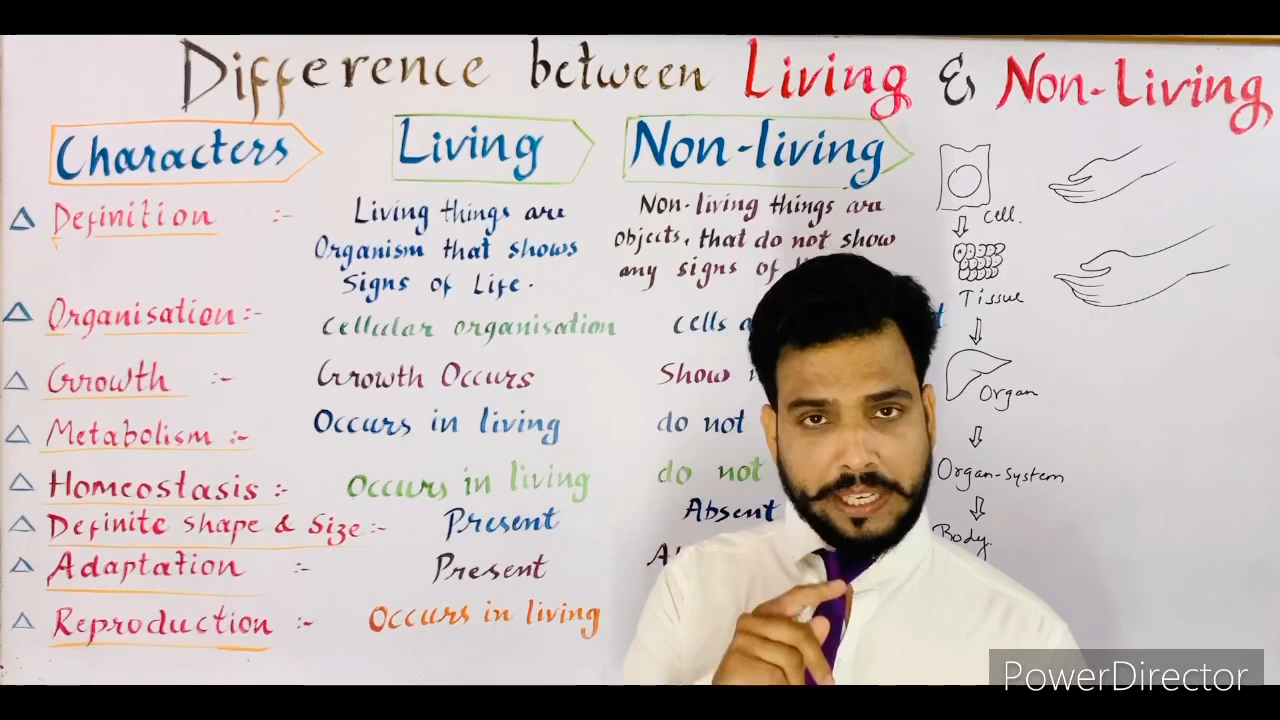 Difference between Living & Non-Living
Characters Living Non-living
Definition :- Living things are Organism that shows Signs of Life. Non-living things are objects, that do not show any signs of
Organisation :- Cellular organisation cells
Growth :- Growth Occurs Show
Metabolism :- Occurs in living do not
Homeostasis :- Occurs in living do not
Definite shape & Size :- Present Absent
Adaptation :- Present
Reproduction :- Occurs in living
Cell.
Tissue
Organ
Organ-system
Body.
PowerDirector